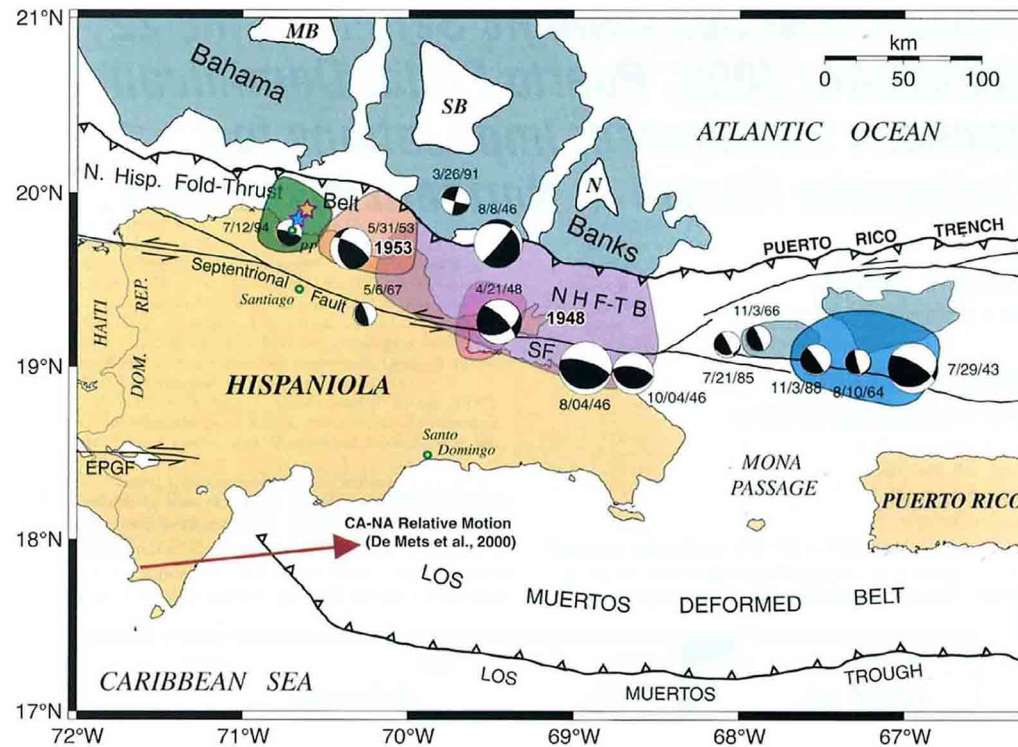 MB
km
0 50 100
Bahama
SB
ATLANTIC OCEAN
N
Banks
N. Hisp. Fold-Thrust Belt
3/26/91
8/8/46
7/12/94
PP
5/31/53
1953
PUERTO RICO TRENCH
Septentrional Fault
Santiago
5/6/67
4/21/48
1948
N H F-T B
SF
11/3/66
7/21/85
11/3/88
8/10/64
7/29/43
8/04/46
10/04/46
HAITI
DOM. REP.
HISPANIOLA
Santo
Domingo
EPGF
MONA
PASSAGE
PUERTO RICO
CA-NA Relative Motion
(De Mets et al., 2000)
LOS MUERTOS DEFORMED BELT
LOS MUERTOS TROUGH
CARIBBEAN SEA
21°N
20°N
19°N
18°N
17°N
72°W 71°W 70°W 69°W 68°W 67°W